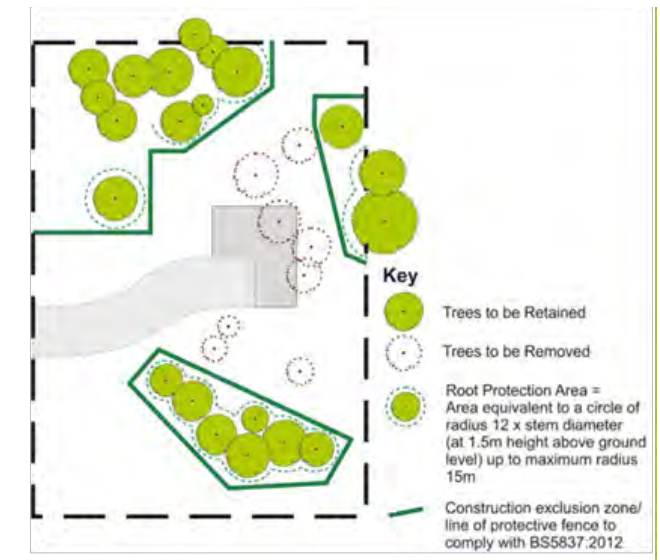 Key
Trees to be Retained
Trees to be Removed
Root Protection Area =
Area equivalent to a circle of
radius 12 x stem diameter
(at 1.5m height above ground
level) up to maximum radius
15m
Construction exclusion zone/
line of protective fence to
comply with BS5837:2012